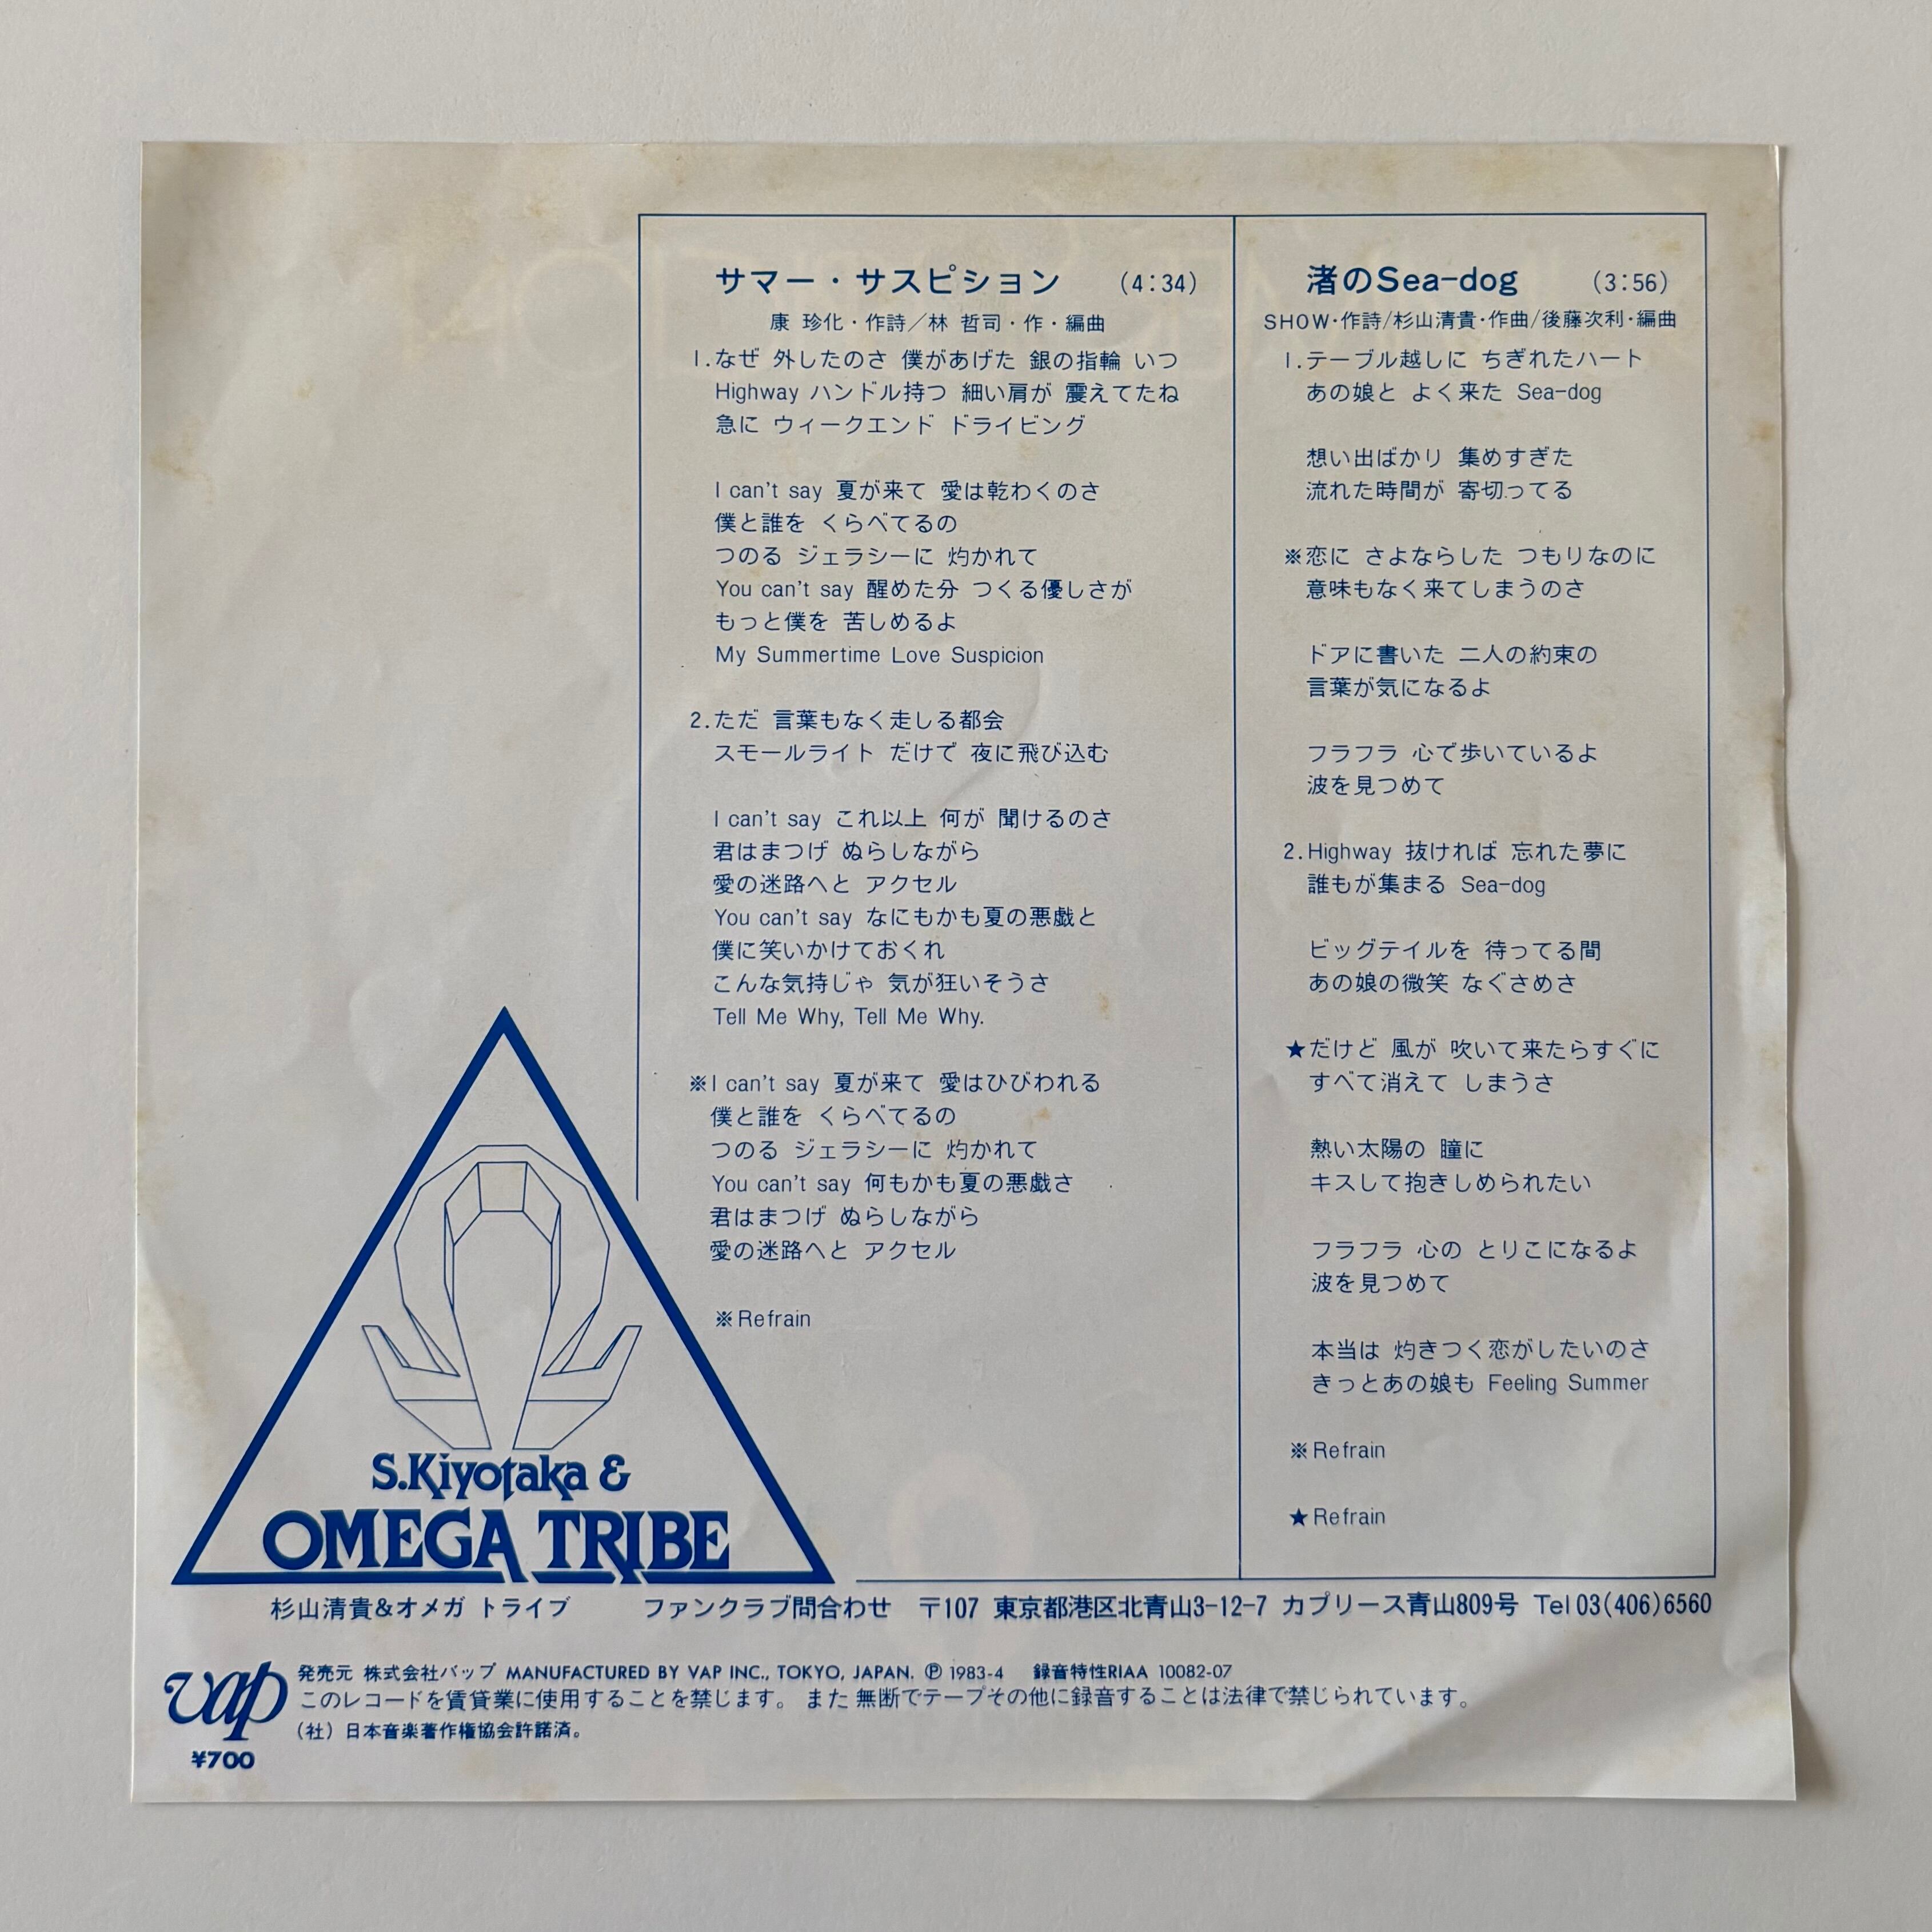 サマー・サスピション (4:34)
康 珍化・作詩／林 哲司・作・編曲
1.なぜ 外したのさ 僕があげた 銀の指輪 いつ
Highway ハンドル持つ 細い肩が 震えてたね
急に ウィークエンド ドライビング
I can't say 夏が来て 愛は乾わくのさ
僕と誰を くらべてるの
つのる ジェラシーに 灼かれて
You can't say 醒めた分 つくる優しさが
もっと僕を 苦しめるよ
My Summertime Love Suspicion
2.ただ 言葉もなく走しる都会
スモールライト だけで 夜に飛び込む
I can't say これ以上 何が 聞けるのさ
君はまつげ ぬらしながら
愛の迷路へと アクセル
You can't say なにもかも夏の悪戯と
僕に笑いかけておくれ
こんな気持じゃ 気が狂いそうさ
Tell Me Why, Tell Me Why.
※I can't say 夏が来て 愛はひびわれる
僕と誰を くらべてるの
つのる ジェラシーに 灼かれて
You can't say 何もかも夏の悪戯さ
君はまつげ ぬらしながら
愛の迷路へと アクセル
※Refrain
渚のSea-dog (3:56)
SHOW・作詩/杉山清貴・作曲/後藤次利・編曲
1.テーブル越しに ちぎれたハート
あの娘と よく来た Sea-dog
想い出ばかり 集めすぎた
流れた時間が 寄切ってる
※恋に さよならした つもりなのに
意味もなく来てしまうのさ
ドアに書いた 二人の約束の
言葉が気になるよ
フラフラ 心で歩いているよ
波を見つめて
2.Highway 抜ければ 忘れた夢に
誰もが集まる Sea-dog
ビッグテイルを 待ってる間
あの娘の微笑 なぐさめさ
★だけど 風が 吹いて来たらすぐに
すべて消えて しまうさ
熱い太陽の 瞳に
キスして抱きしめられたい
フラフラ 心の とりこになるよ
波を見つめて
本当は 灼きつく恋がしたいのさ
きっとあの娘も Feeling Summer
※Refrain
★Refrain
S.Kiyotaka &
OMEGA TRIBE
杉山清貴&オメガ トライブ ファンクラブ問合わせ 〒107 東京都港区北青山3-12-7 カプリース青山809号 Tel 03(406)6560
vap
発売元 株式会社バップ MANUFACTURED BY VAP INC., TOKYO, JAPAN. Ⓟ 1983-4 録音特性RIAA 10082-07
このレコードを賃貸業に使用することを禁じます。 また 無断でテープその他に録音することは法律で禁じられています。
(社) 日本音楽著作権協会許諾済。
¥700